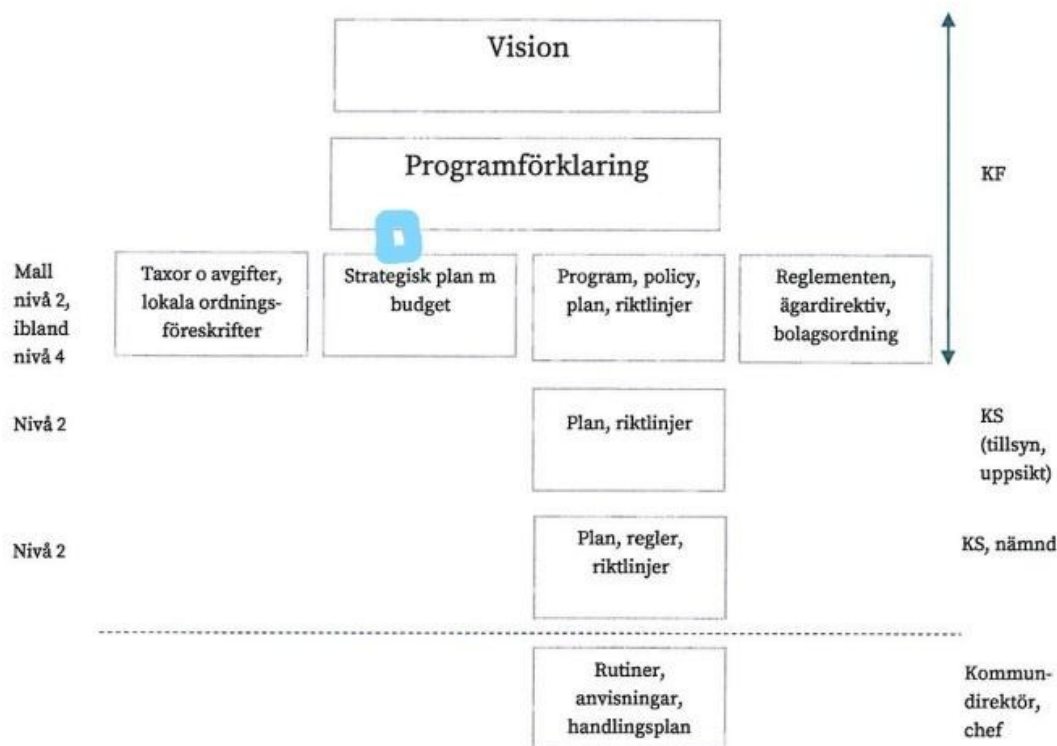 Vision
Programförklaring
KF
Mall
nivå 2,
ibland
nivå 4
Taxor o avgifter,
lokala ordnings-
föreskrifter
Strategisk plan m
budget
Program, policy,
plan, riktlinjer
Reglementen,
ägardirektiv,
bolagsordning
Nivå 2
Plan, riktlinjer
KS
(tillsyn,
uppsikt)
Nivå 2
Plan, regler,
riktlinjer
KS, nämnd
Rutiner,
anvisningar,
handlingsplan
Kommun-
direktör,
chef